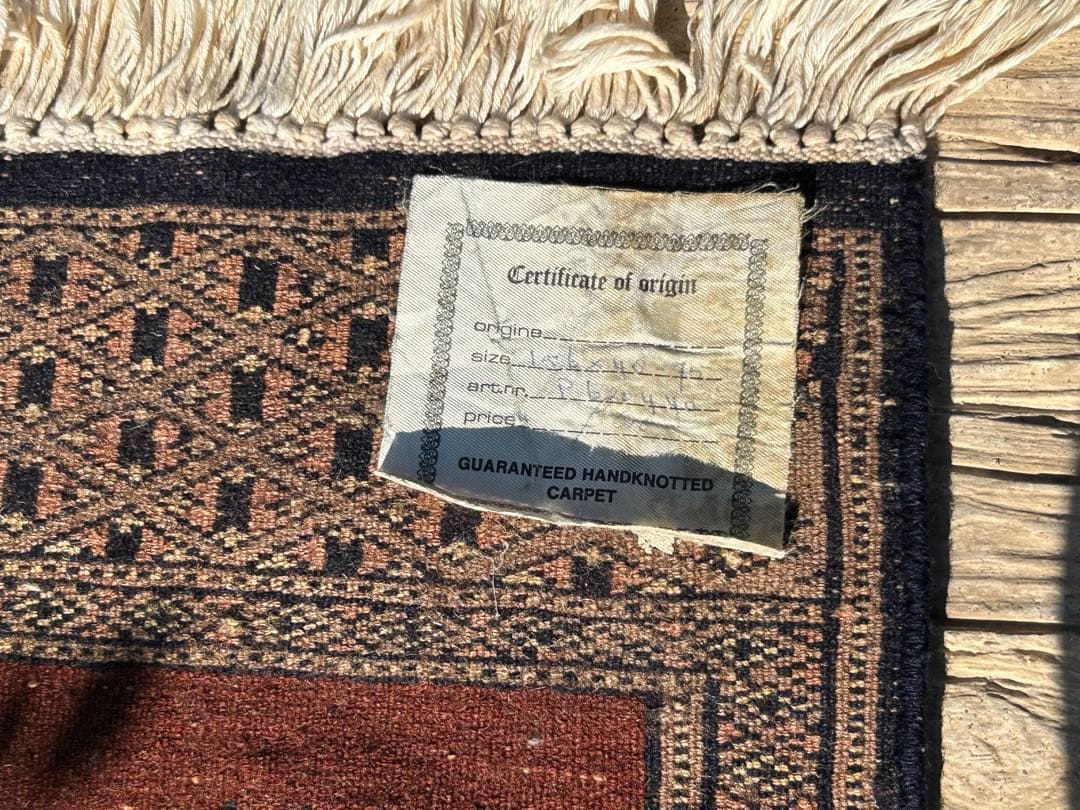 Certificate of origin
origine
size
art.nr.
price
GUARANTEED HANDKNOTTED
CARPET